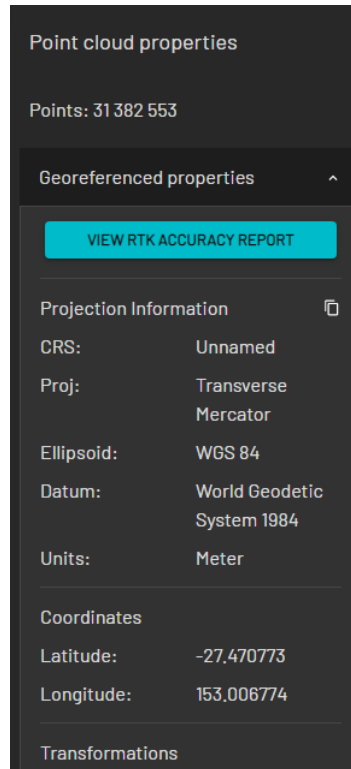 Point cloud properties
Points: 31 382 553
Georeferenced properties
VIEW RTK ACCURACY REPORT
Projection Information
CRS: Unnamed
Proj: Transverse
Mercator
Ellipsoid: WGS 84
Datum: World Geodetic
System 1984
Units: Meter
Coordinates
Latitude: -27.470773
Longitude: 153.006774
Transformations